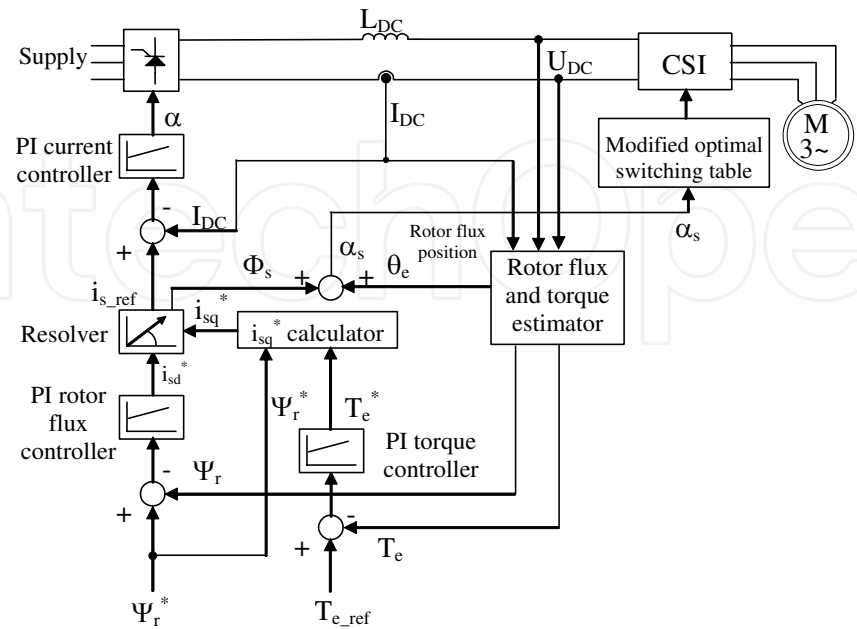 L_DC
Supply
U_DC
CSI
I_DC
α
M
3~
PI current
controller
Modified optimal
switching table
-
I_DC
+
α_s
α_s
Rotor flux
position
Φ_s
+
+
θ_e
Rotor flux
and torque
estimator
i_s_ref
i_sq*
Resolver
i_sq* calculator
i_sd*
PI rotor
flux
controller
Ψ_r*
T_e*
PI torque
controller
-
Ψ_r
+
-
+
T_e
Ψ_r*
T_e_ref
ntechOpe